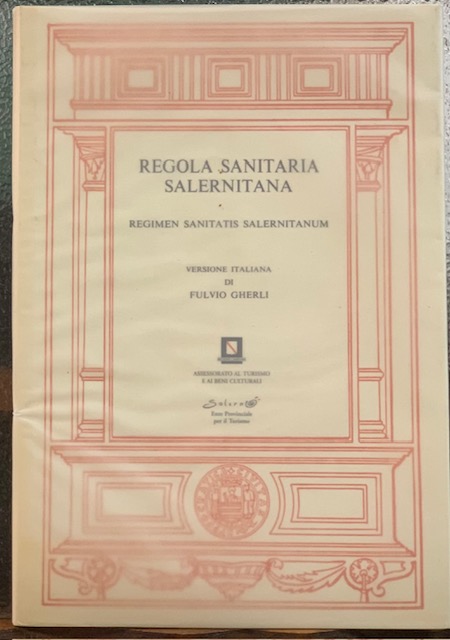 REGOLA SANITARIA
SALERNITANA
REGIMEN SANITATIS SALERNITANUM
VERSIONE ITALIANA
DI
FULVIO GHERLI
ASSESSORATO AL TURISMO
E AI BENI CULTURALI
Salerno
Ente Provinciale
per il Turismo